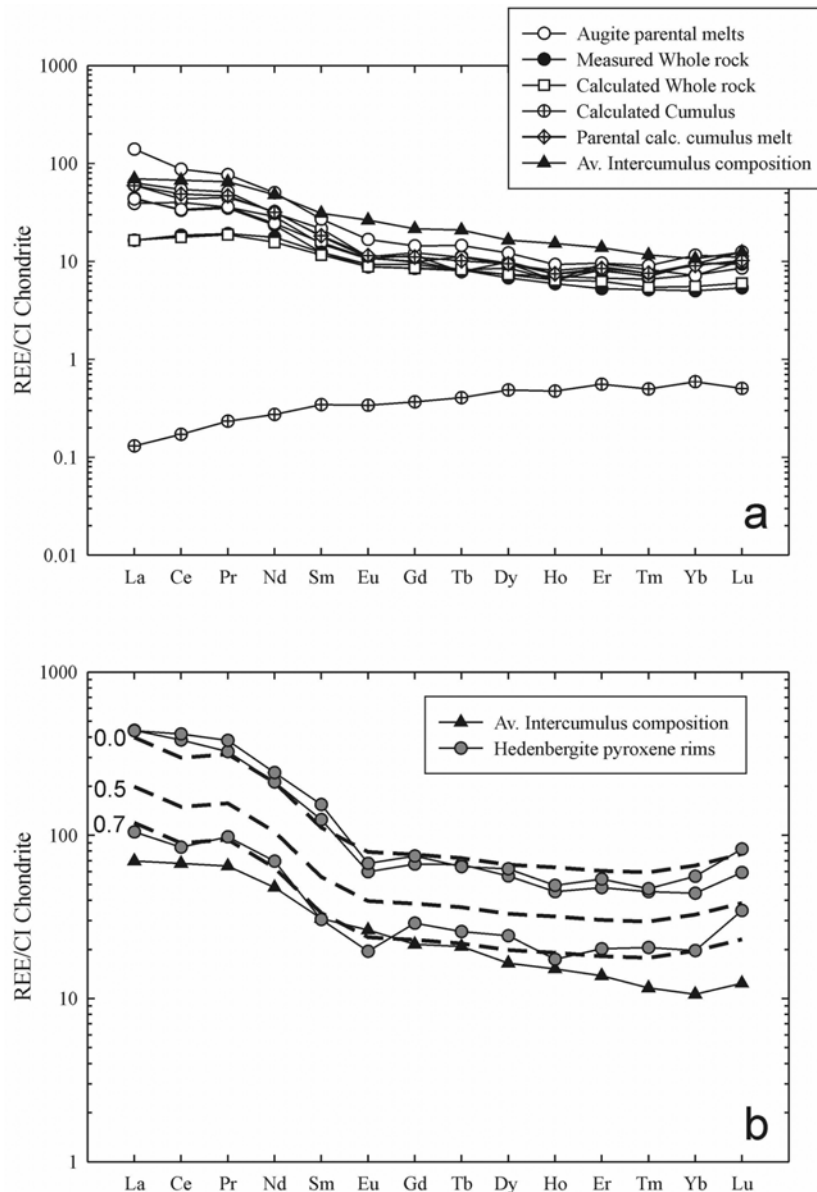 Augite parental melts
Measured Whole rock
Calculated Whole rock
Calculated Cumulus
Parental calc. cumulus melt
Av. Intercumulus composition
REE/CI Chondrite
1000
100
10
1
0.1
0.01
a
La Ce Pr Nd Sm Eu Gd Tb Dy Ho Er Tm Yb Lu
Av. Intercumulus composition
Hedenbergite pyroxene rims
REE/CI Chondrite
1000
100
10
1
0.0
0.5
0.7
b
La Ce Pr Nd Sm Eu Gd Tb Dy Ho Er Tm Yb Lu